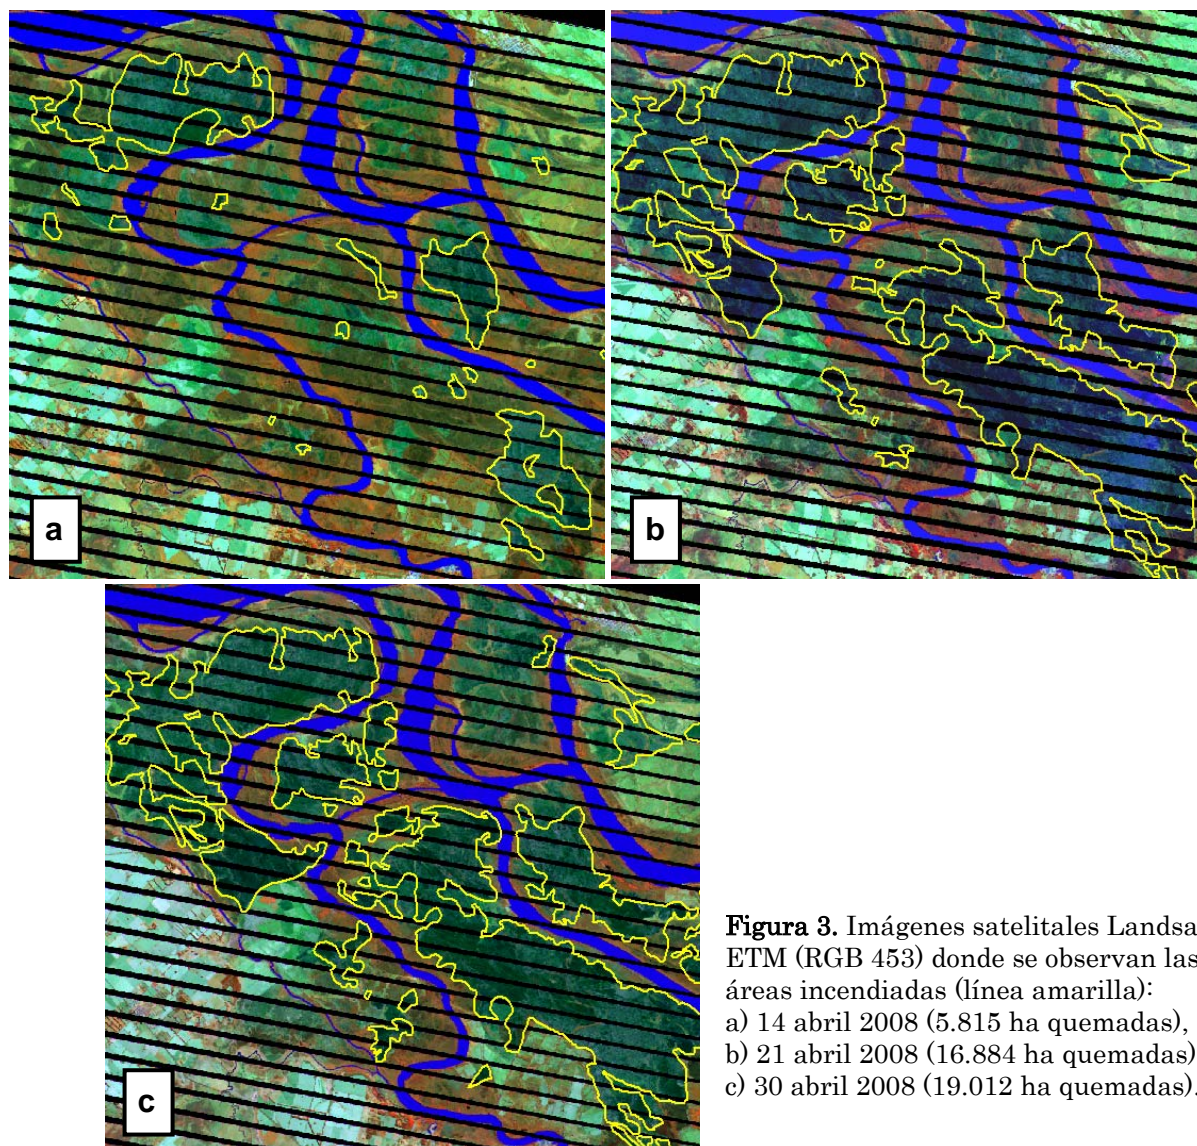 a
b
c
Figura 3. Imágenes satelitales Landsa
ETM (RGB 453) donde se observan las
áreas incendiadas (línea amarilla):
a) 14 abril 2008 (5.815 ha quemadas),
b) 21 abril 2008 (16.884 ha quemadas)
c) 30 abril 2008 (19.012 ha quemadas).